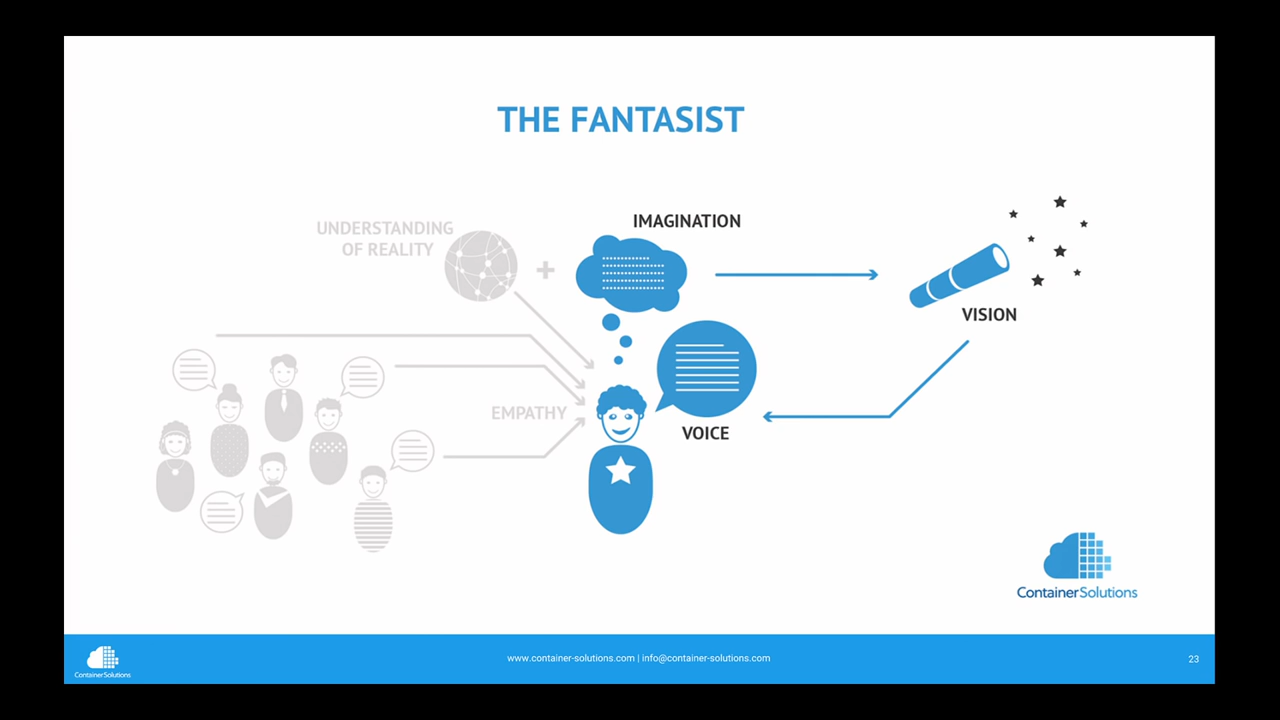 THE FANTASIST
UNDERSTANDING
OF REALITY
IMAGINATION
VISION
EMPATHY
VOICE
ContainerSolutions
ContainerSolutions
www.container-solutions.com | info@container-solutions.com
23